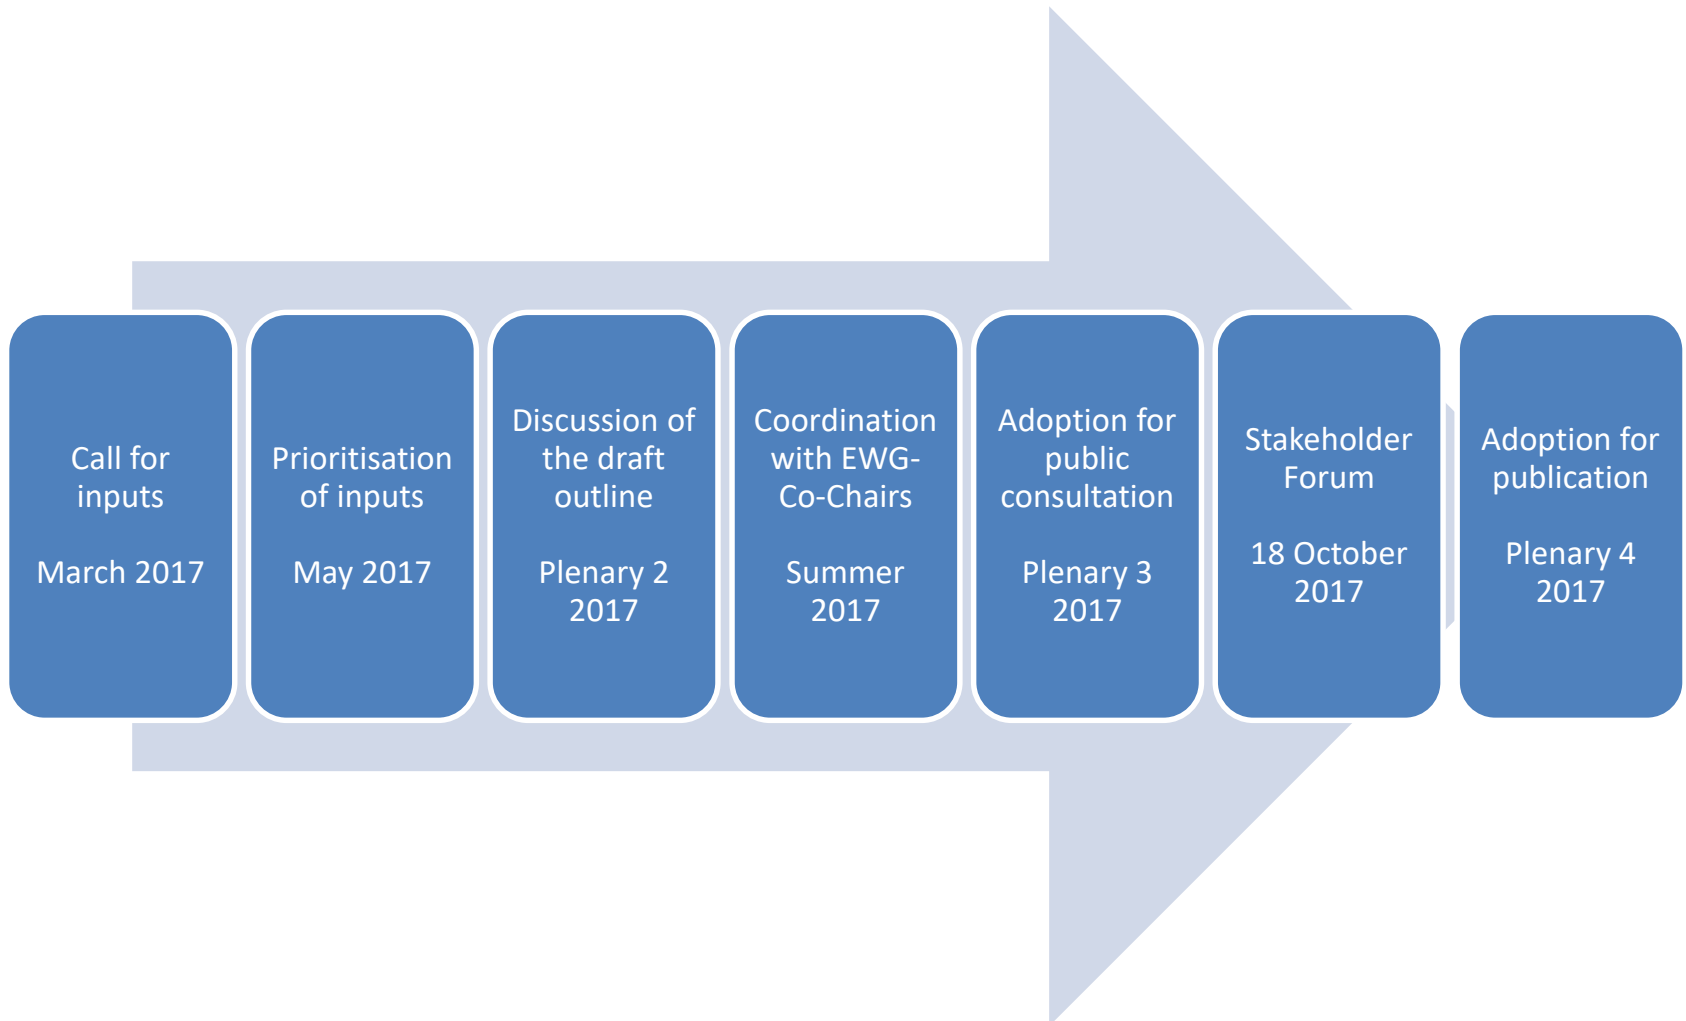 Call for
inputs
March 2017
Prioritisation
of inputs
May 2017
Discussion of
the draft
outline
Plenary 2
2017
Coordination
with EWG-
Co-Chairs
Summer
2017
Adoption for
public
consultation
Plenary 3
2017
Stakeholder
Forum
18 October
2017
Adoption for
publication
Plenary 4
2017